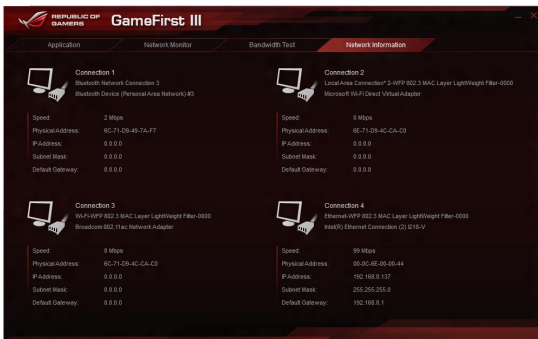 REPUBLIC OF
GAMERS
GameFirst III
Application
Network Monitor
Bandwidth Test
Network Information
Connection 1
Bluetooth Network Connection 3
Bluetooth Device (Personal Area Network) #3
Speed: 2 Mbps
Physical Address: 6C-71-D9-49-7A-F7
IP Address: 0.0.0.0
Subnet Mask: 0.0.0.0
Default Gateway: 0.0.0.0
Connection 2
Local Area Connection* 2-WFP 802.3 MAC Layer LightWeight Filter-0000
Microsoft Wi-Fi Direct Virtual Adapter
Speed: 0 Mbps
Physical Address: 6E-71-D9-4C-CA-C0
IP Address: 0.0.0.0
Subnet Mask: 0.0.0.0
Default Gateway: 0.0.0.0
Connection 3
Wi-Fi-WFP 802.3 MAC Layer LightWeight Filter-0000
Broadcom 802.11ac Network Adapter
Speed: 0 Mbps
Physical Address: 6C-71-D9-4C-CA-C0
IP Address: 0.0.0.0
Subnet Mask: 0.0.0.0
Default Gateway: 0.0.0.0
Connection 4
Ethernet-WFP 802.3 MAC Layer LightWeight Filter-0000
Intel(R) Ethernet Connection (2) I218-V
Speed: 99 Mbps
Physical Address: 00-0C-6E-00-00-44
IP Address: 192.168.0.137
Subnet Mask: 255.255.255.0
Default Gateway: 192.168.0.1